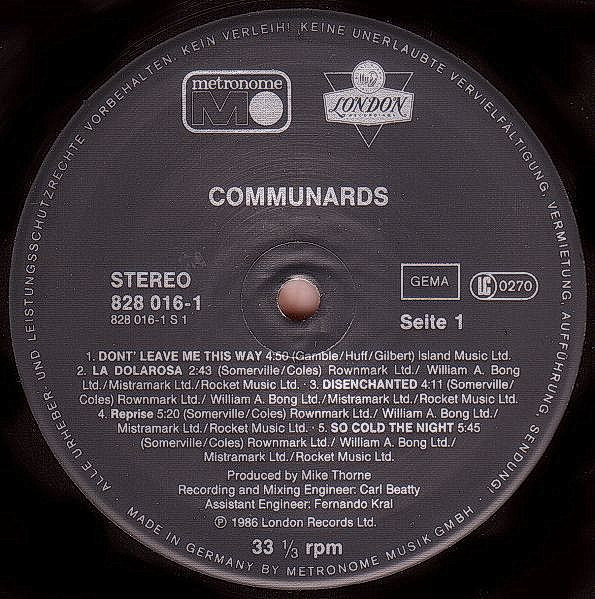 ALLE URHEBER- UND LEISTUNGSSCHUTZRECHTE VORBEHALTEN. KEIN VERLEIH! KEINE UNERLAUBTE VERVIELFÄLTIGUNG, VERMIETUNG, AUFFÜHRUNG, SENDUNG!
metronome
M
LONDON
RECORDINGS
COMMUNARDS
STEREO
828 016-1
828 016-1 S 1
GEMA
LC 0270
Seite 1
1. DONT' LEAVE ME THIS WAY 4:50 (Gamble/Huff/Gilbert) Island Music Ltd.
2. LA DOLAROSA 2:43 (Somerville/Coles) Rownmark Ltd./ William A. Bong
Ltd./Mistramark Ltd./Rocket Music Ltd. · 3. DISENCHANTED 4:11 (Somerville/
Coles) Rownmark Ltd./ William A. Bong Ltd./Mistramark Ltd./Rocket Music Ltd.
4. Reprise 5:20 (Somerville/Coles) Rownmark Ltd./ William A. Bong Ltd./
Mistramark Ltd./Rocket Music Ltd. · 5. SO COLD THE NIGHT 5:45
(Somerville/Coles) Rownmark Ltd./ William A. Bong Ltd./
Mistramark Ltd./Rocket Music Ltd.
Produced by Mike Thorne
Recording and Mixing Engineer: Carl Beatty
Assistant Engineer: Fernando Kral
℗ 1986 London Records Ltd.
33 1/3 rpm
· MADE IN GERMANY BY METRONOME MUSIK GMBH ·